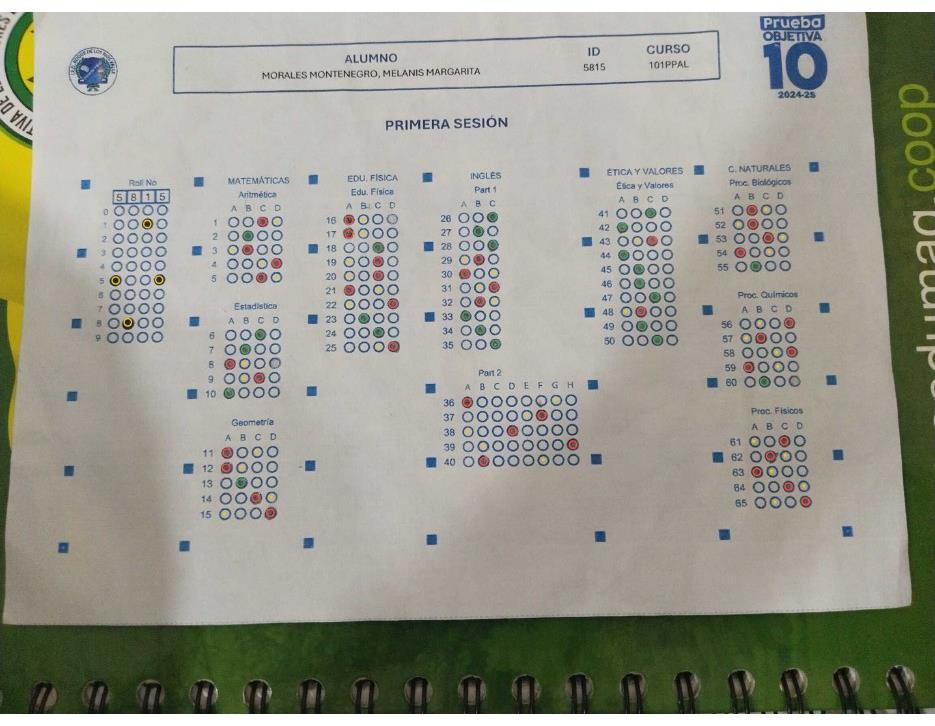 Prueba
OBJETIVA
10
2024-25
ALUMNO
MORALES MONTENEGRO, MELANIS MARGARITA
ID
5815
CURSO
101PPAL
PRIMERA SESIÓN
Roll No
5 8 1 5
0
1
2
3
4
5
6
7
8
9
MATEMÁTICAS
Aritmética
A B C D
1
2
3
4
5
Estadística
A B C D
6
7
8
9
10
Geometría
A B C D
11
12
13
14
15
EDU. FÍSICA
Edu. Física
A B C D
16
17
18
19
20
21
22
23
24
25
INGLÉS
Part 1
A B C
26
27
28
29
30
31
32
33
34
35
Part 2
A B C D E F G H
36
37
38
39
40
ÉTICA Y VALORES
Ética y Valores
A B C D
41
42
43
44
45
46
47
48
49
50
C. NATURALES
Proc. Biológicos
A B C D
51
52
53
54
55
Proc. Químicos
A B C D
56
57
58
59
60
Proc. Físicos
A B C D
61
62
63
64
65
edumag.coop